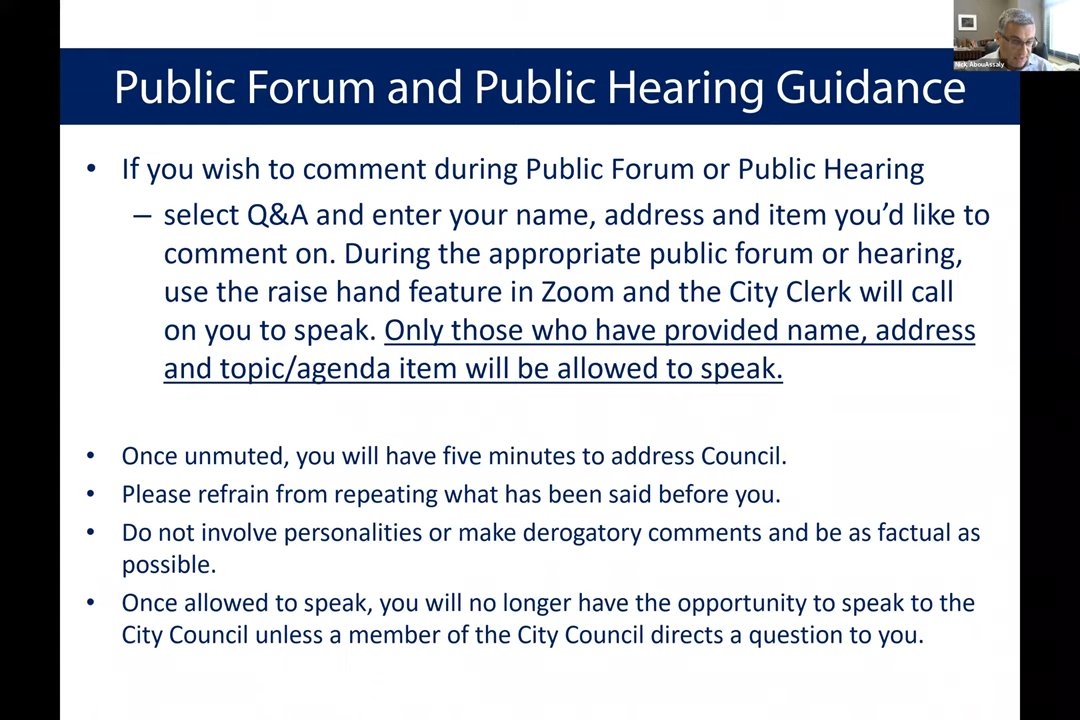 Nick AbouAssaly
Public Forum and Public Hearing Guidance
• If you wish to comment during Public Forum or Public Hearing
– select Q&A and enter your name, address and item you’d like to
comment on. During the appropriate public forum or hearing,
use the raise hand feature in Zoom and the City Clerk will call
on you to speak. Only those who have provided name, address
and topic/agenda item will be allowed to speak.
• Once unmuted, you will have five minutes to address Council.
• Please refrain from repeating what has been said before you.
• Do not involve personalities or make derogatory comments and be as factual as
possible.
• Once allowed to speak, you will no longer have the opportunity to speak to the
City Council unless a member of the City Council directs a question to you.